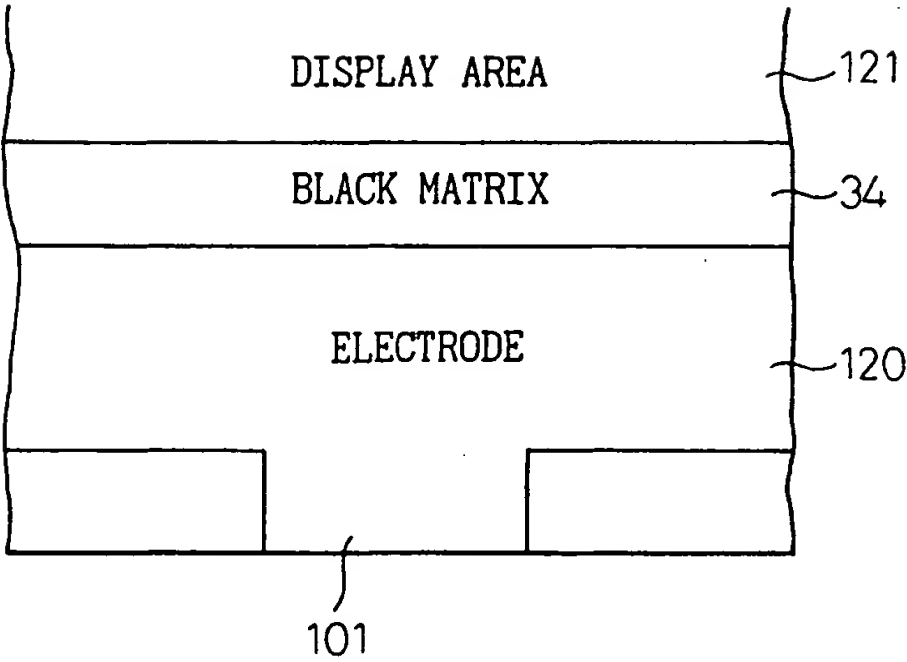 DISPLAY AREA
121
BLACK MATRIX
34
ELECTRODE
120
101